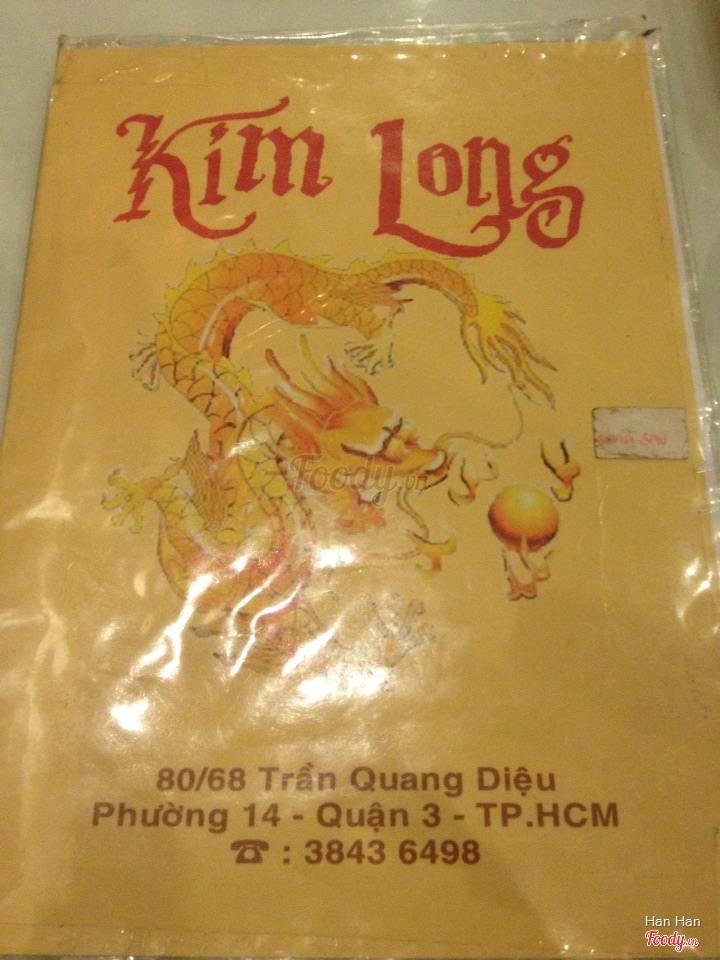 Kim Long
Foody.vn
80/68 Trần Quang Diệu
Phường 14 - Quận 3 - TP.HCM
☎ : 3843 6498
Han Han
Foody.vn